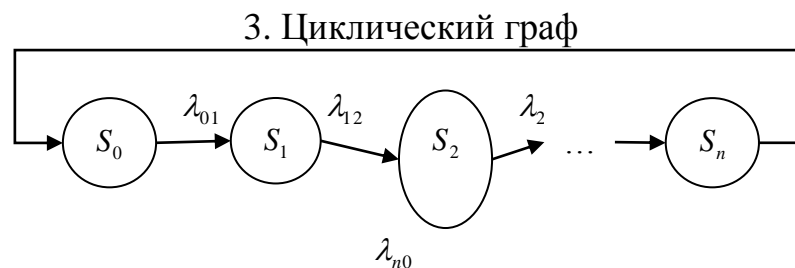 3. Циклический граф
λ₀₁ λ₁₂ λ₂
S₀ S₁ S₂ … Sₙ
λₙ₀